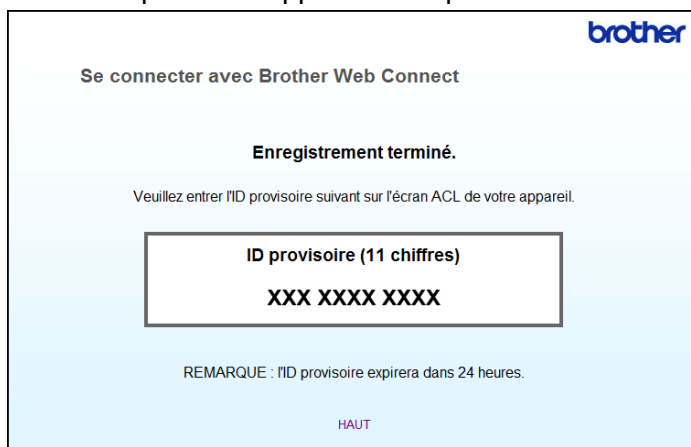 brother
Se connecter avec Brother Web Connect
Enregistrement terminé.
Veuillez entrer l'ID provisoire suivant sur l'écran ACL de votre appareil.
ID provisoire (11 chiffres)
XXX XXXX XXXX
REMARQUE : l'ID provisoire expirera dans 24 heures.
HAUT